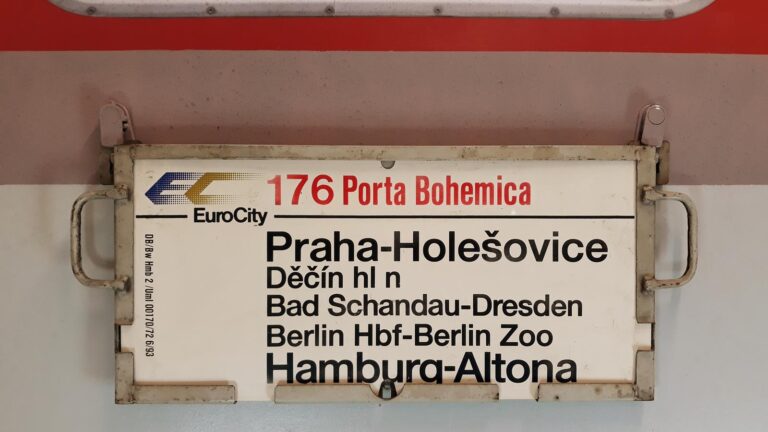 EC 176 Porta Bohemica
EuroCity
Praha-Holešovice
Děčín hl n
Bad Schandau-Dresden
Berlin Hbf-Berlin Zoo
Hamburg-Altona
DB/Bw Hmb 2 /Uml 00170/72 6/93